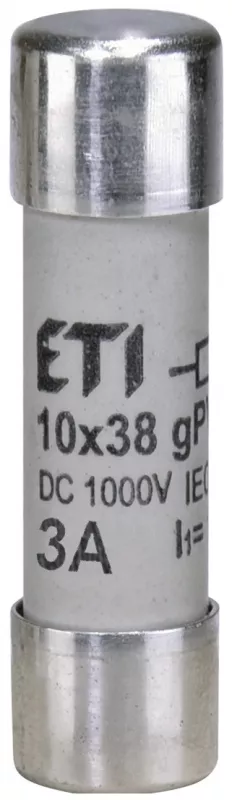 ETI
10x38 gP
DC 1000V IEC
3A I₁=